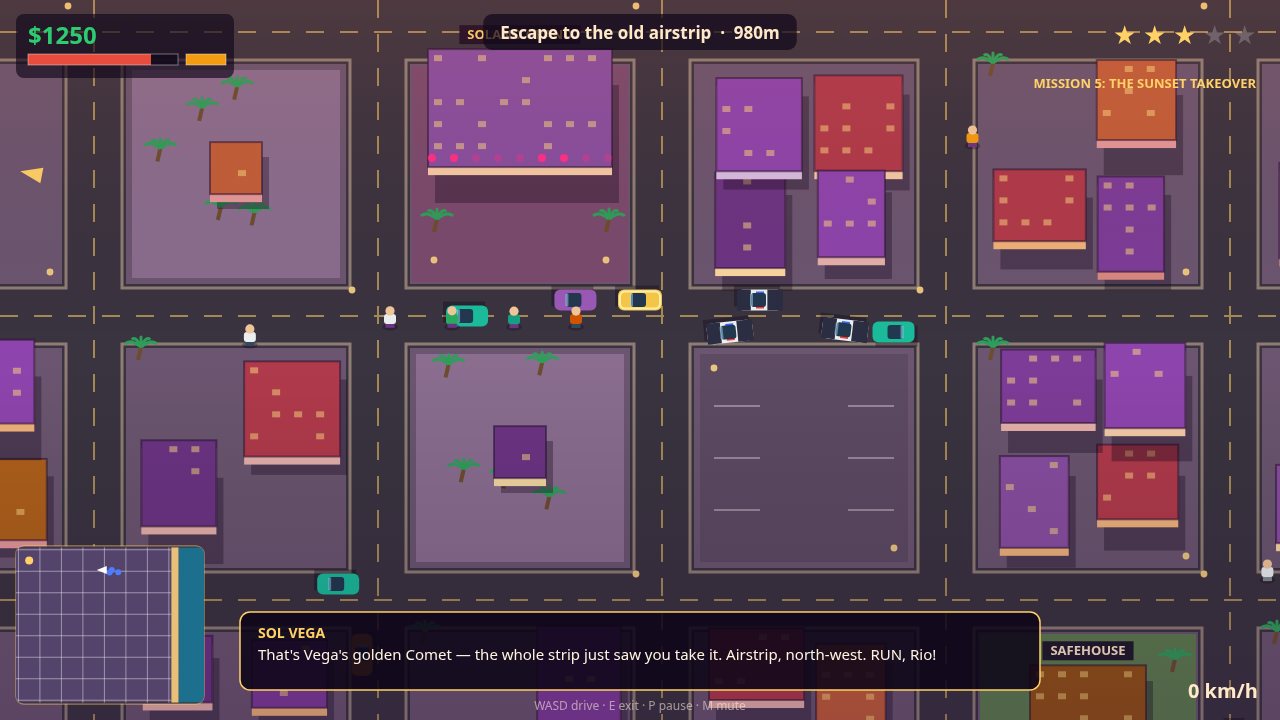 $1250
SOL
Escape to the old airstrip · 980m
MISSION 5: THE SUNSET TAKEOVER
SAFEHOUSE
SOL VEGA
That's Vega's golden Comet — the whole strip just saw you take it. Airstrip, north-west. RUN, Rio!
0 km/h
WASD drive · E exit · P pause · M mute